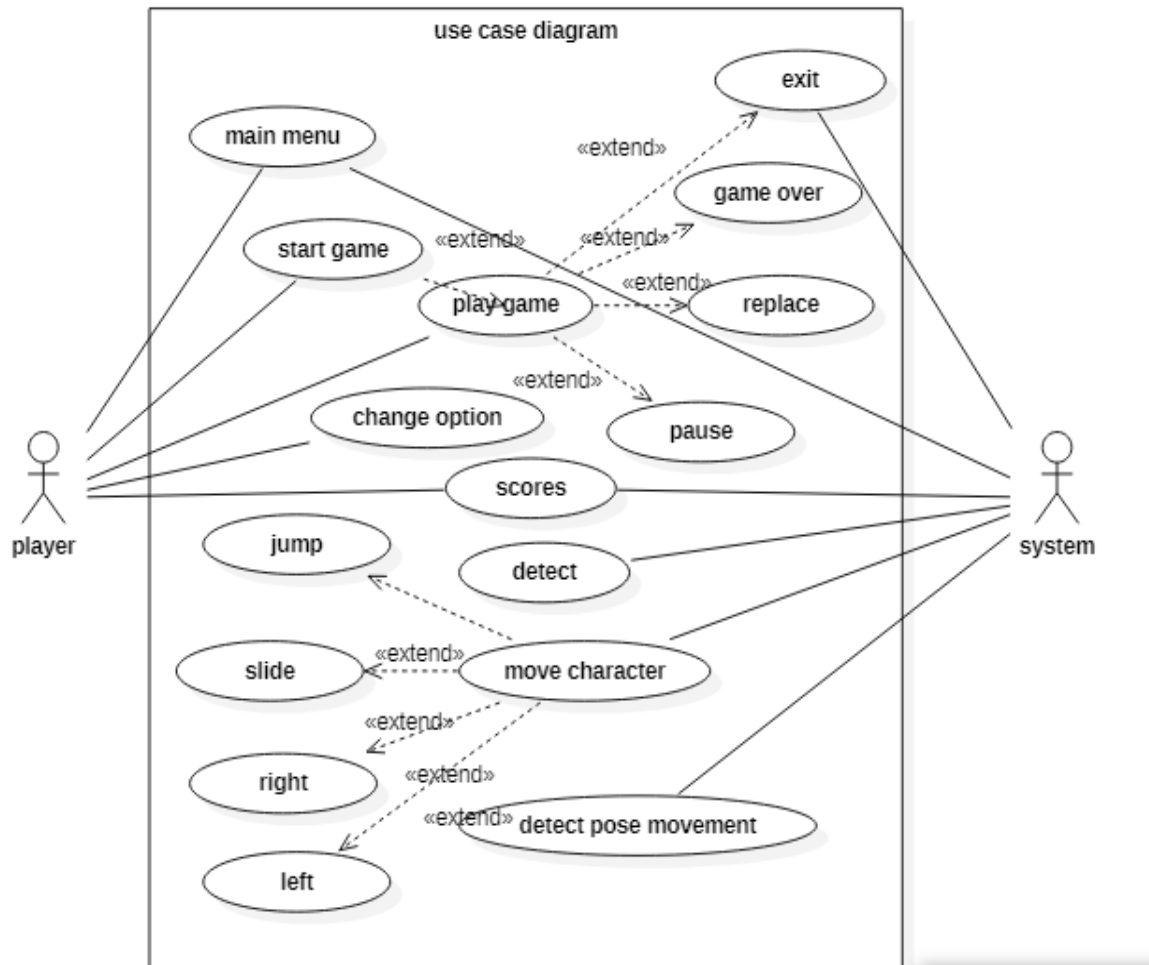 use case diagram
exit
main menu
«extend»
game over
start game
«extend»
«extend»
play game
«extend»
replace
«extend»
change option
pause
scores
player
jump
detect
system
«extend»
slide
move character
«extend»
right
«extend»
«extend»
detect pose movement
left